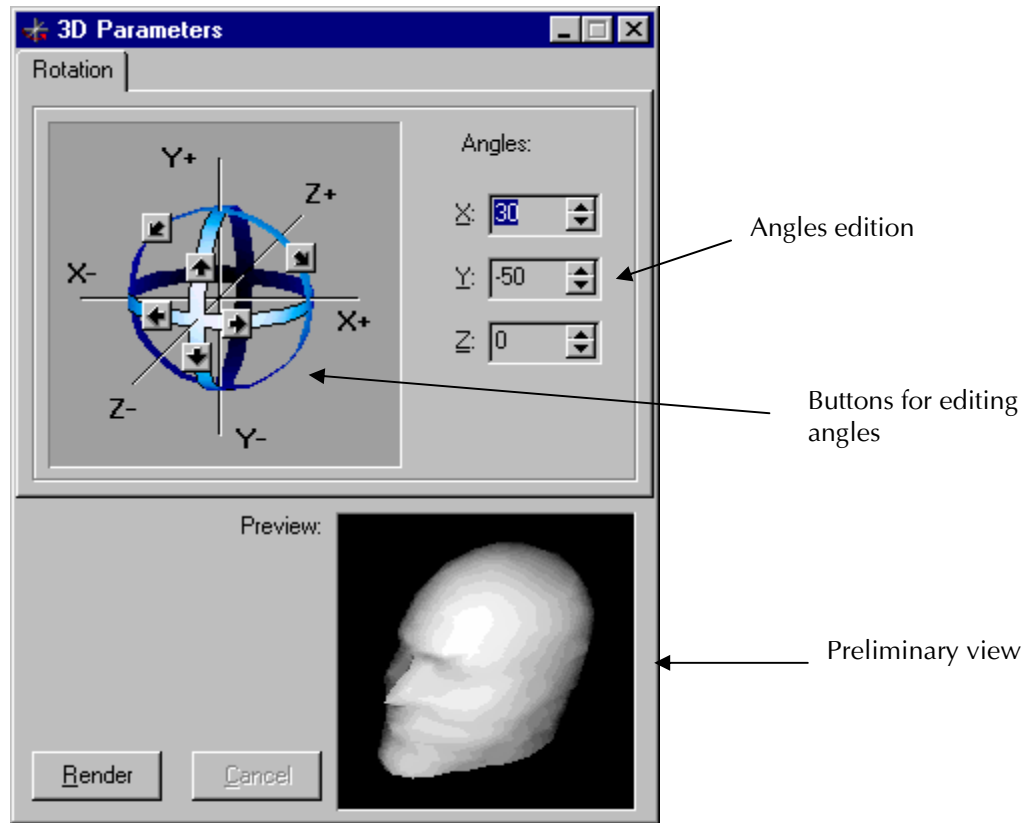 3D Parameters
Rotation
Y+
Z+
X-
X+
Z-
Y-
Angles:
X: 30
Y: -50
Z: 0
Angles edition
Buttons for editing
angles
Preview:
Preliminary view
Render
Cancel